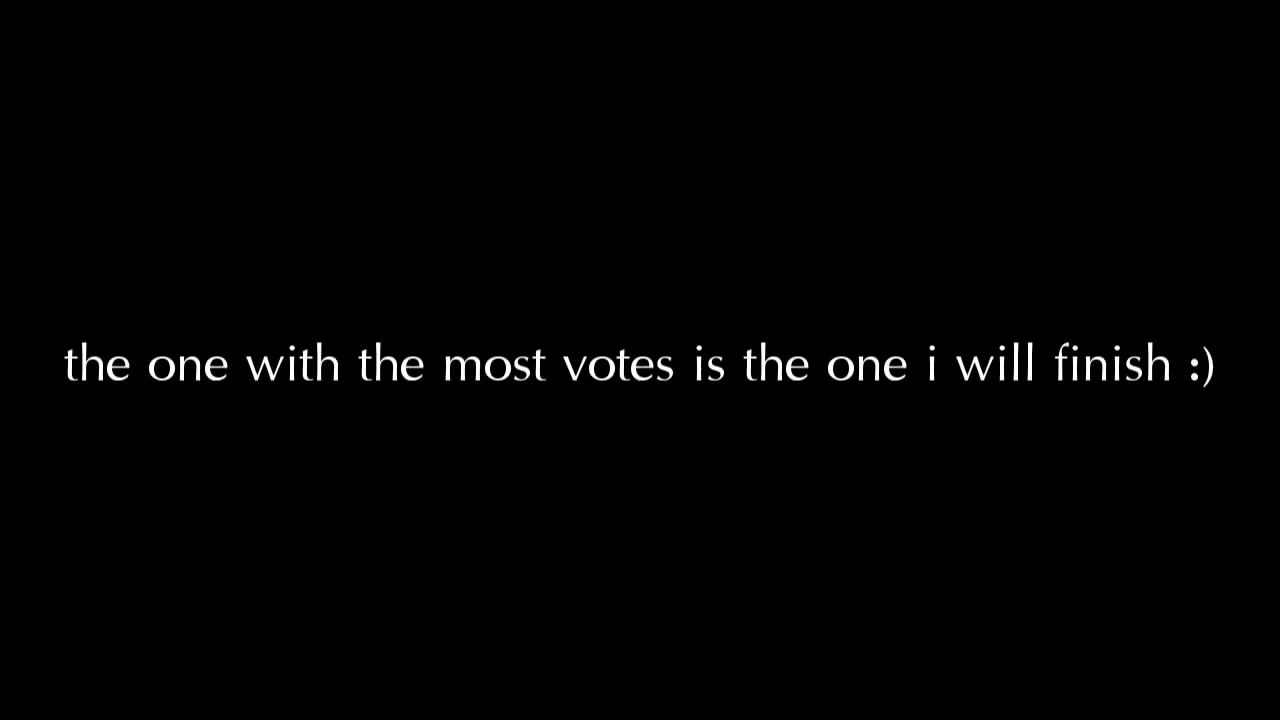 the one with the most votes is the one i will finish :)